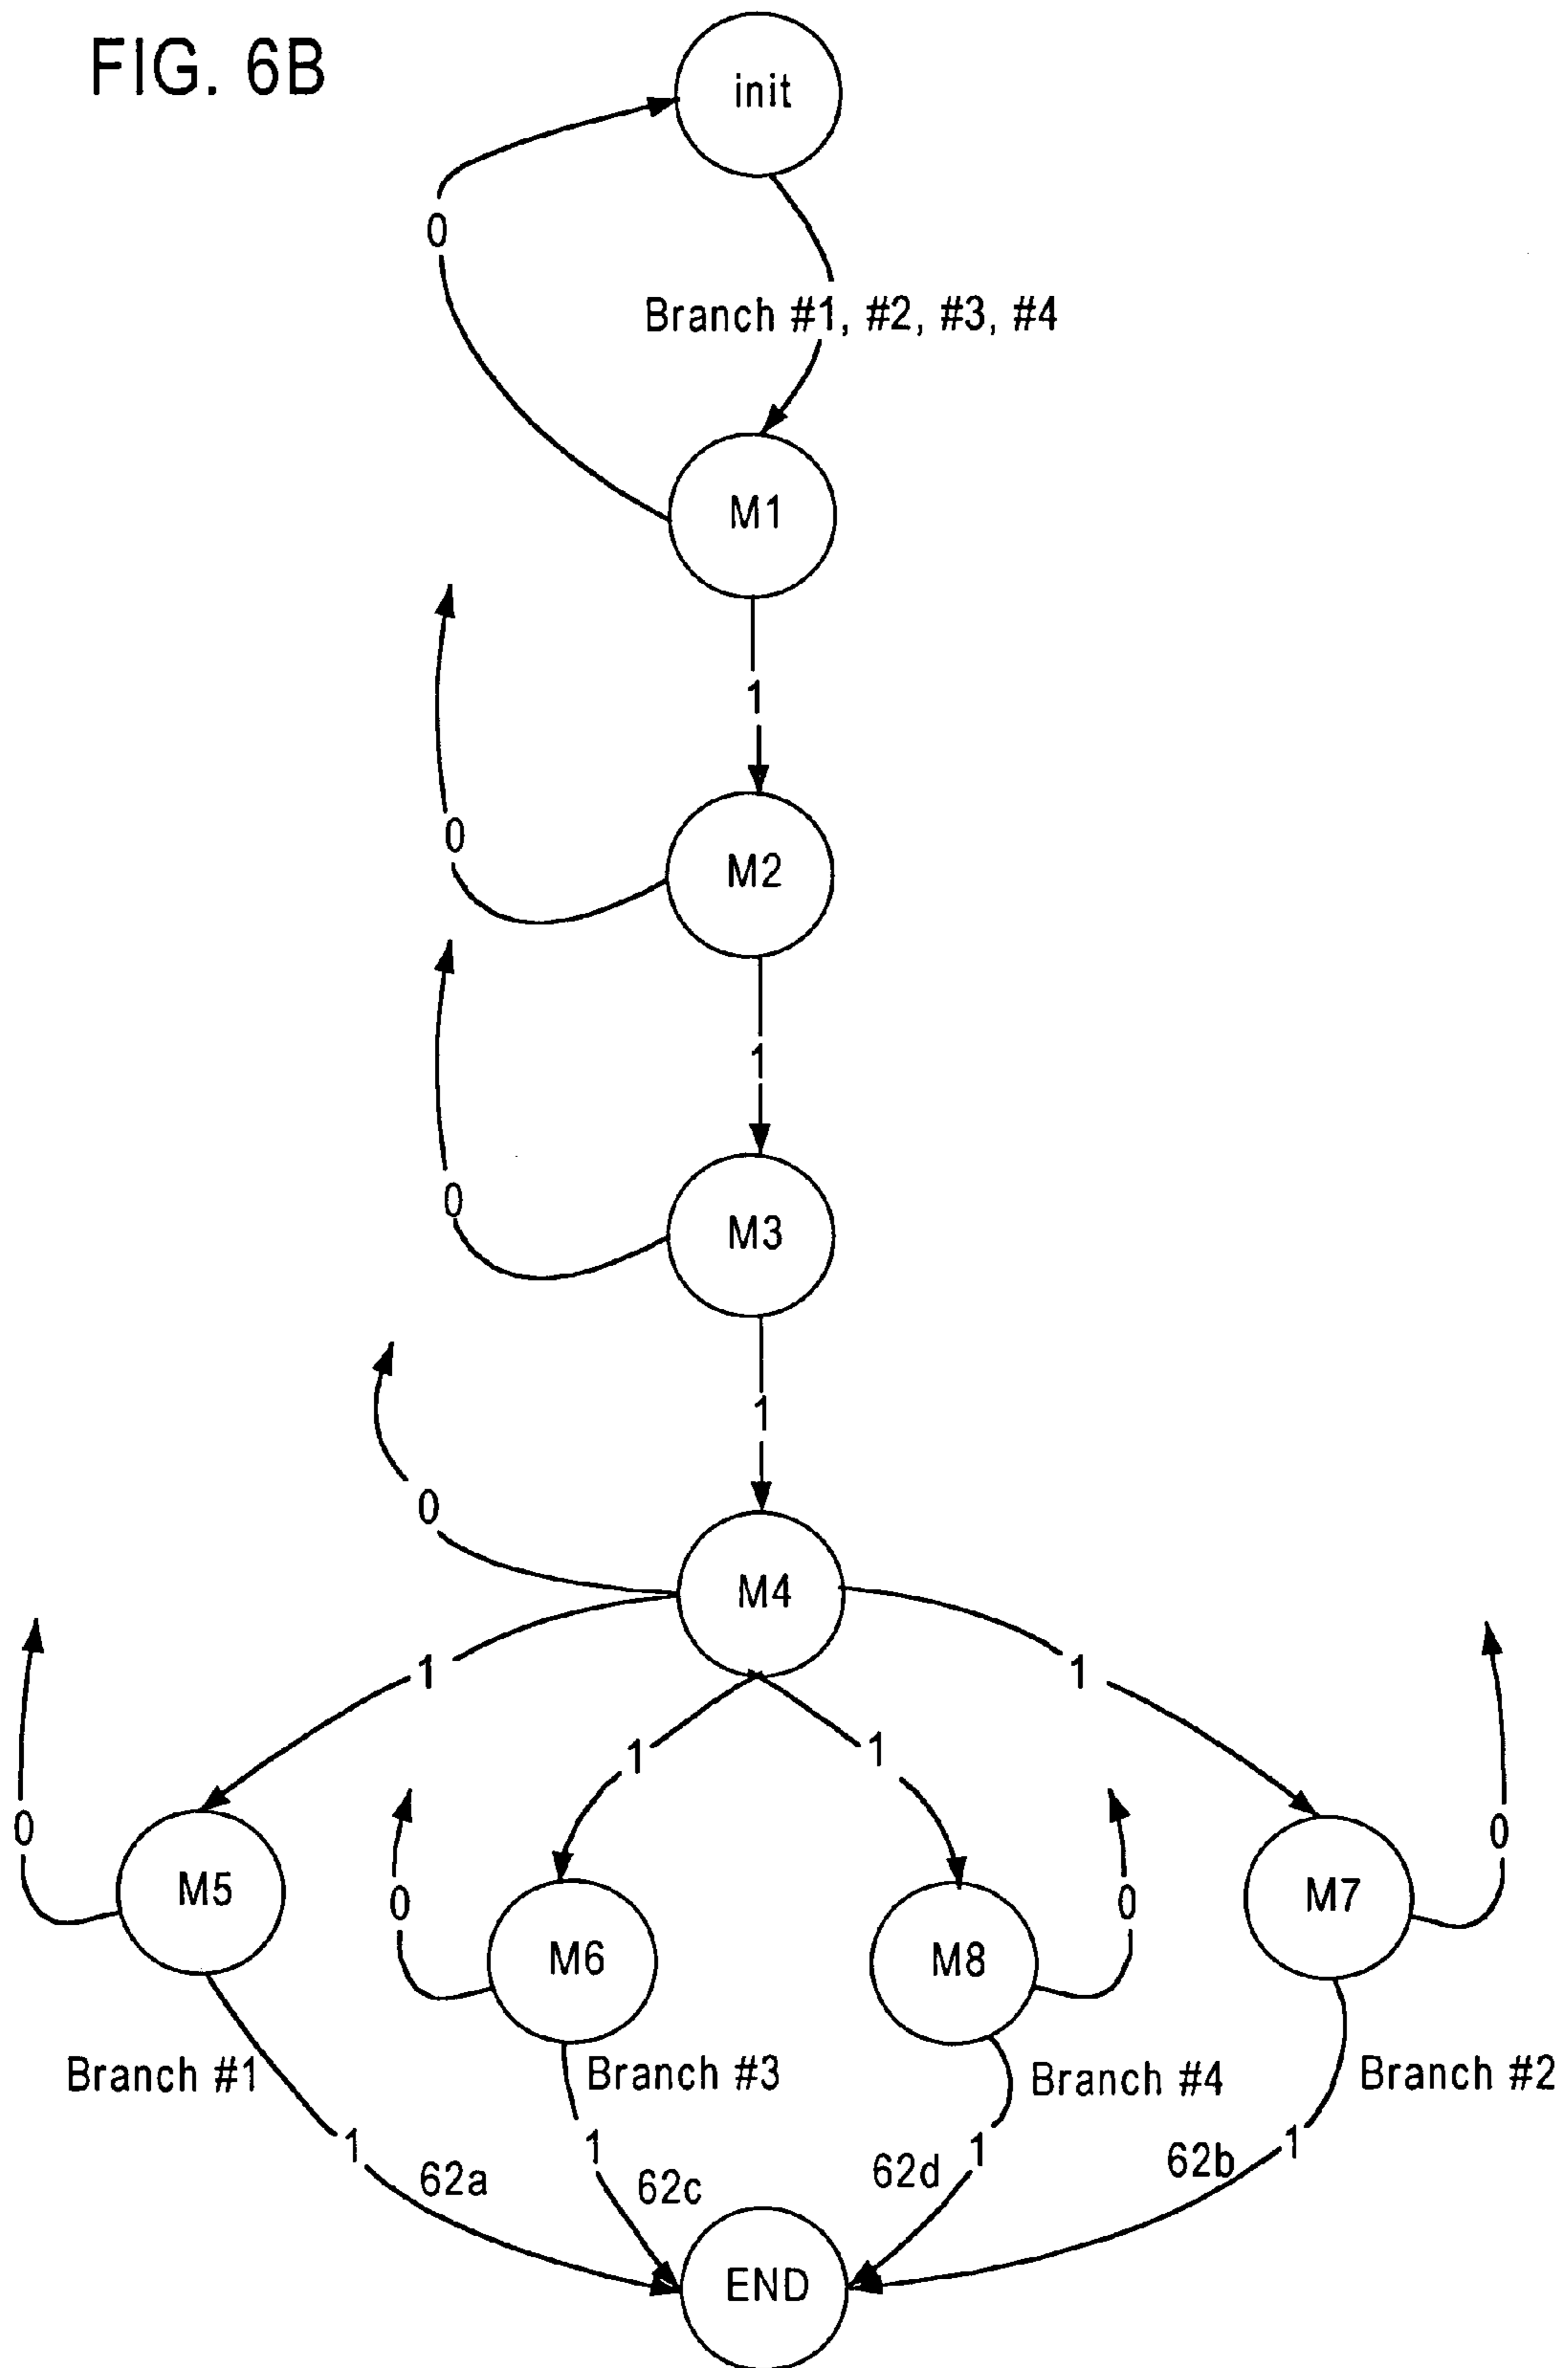 FIG. 6B
init
0
Branch #1, #2, #3, #4
M1
1
0
M2
1
0
M3
1
0
M4
1
1
1
1
0
0
M5
0
M6
M8
0
M7
Branch #1
Branch #3
Branch #4
Branch #2
1
1
1
1
62a
62c
62d
62b
END